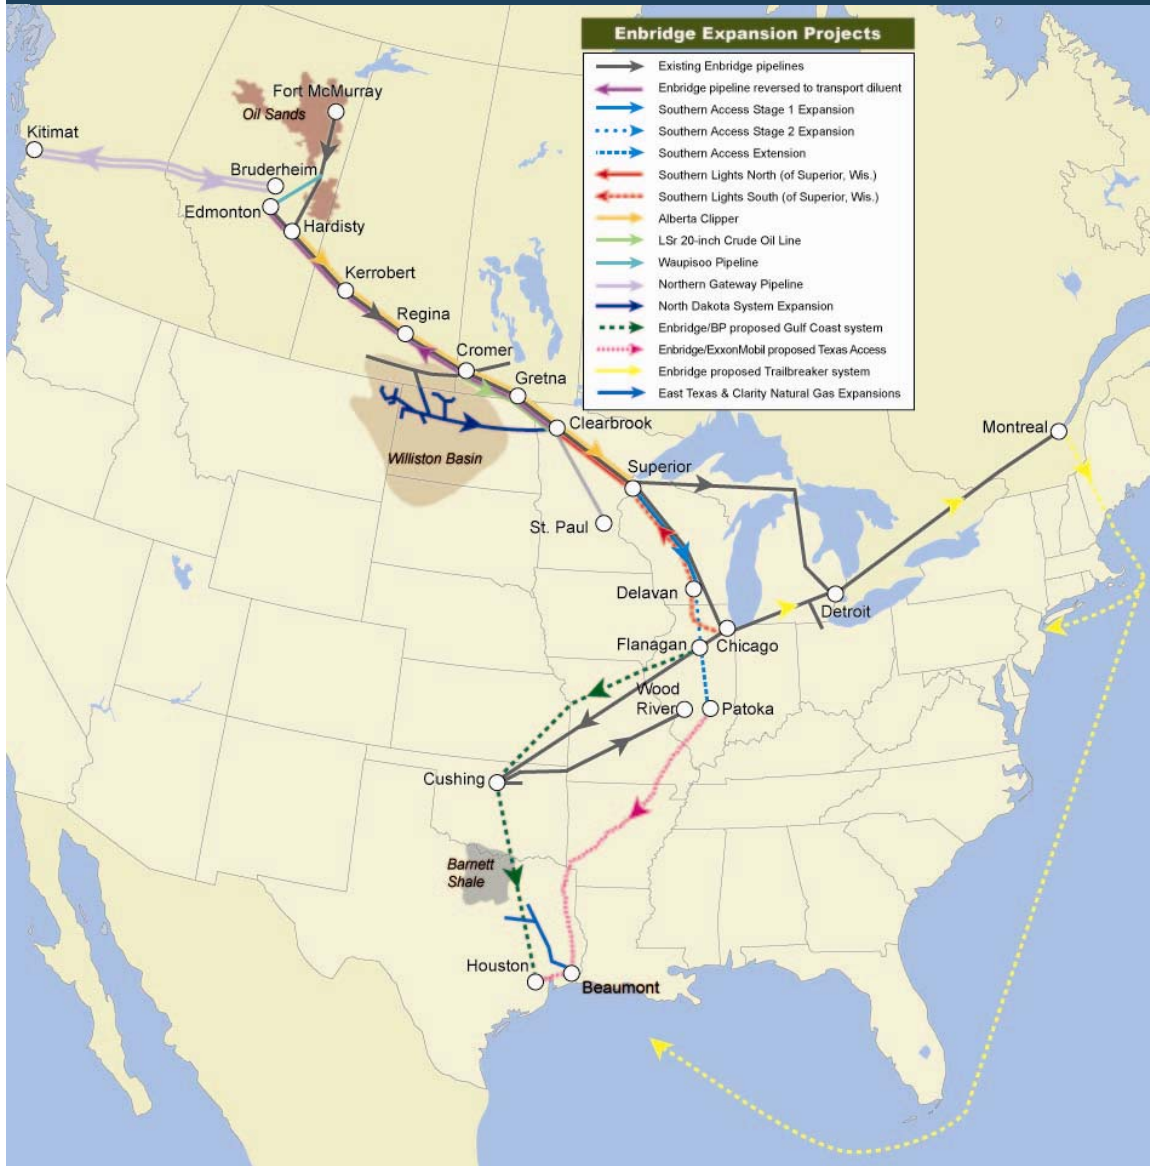 Enbridge Expansion Projects
Existing Enbridge pipelines
Enbridge pipeline reversed to transport diluent
Southern Access Stage 1 Expansion
Southern Access Stage 2 Expansion
Southern Access Extension
Southern Lights North (of Superior, Wis.)
Southern Lights South (of Superior, Wis.)
Alberta Clipper
LSr 20-inch Crude Oil Line
Waupisoo Pipeline
Northern Gateway Pipeline
North Dakota System Expansion
Enbridge/BP proposed Gulf Coast system
Enbridge/ExxonMobil proposed Texas Access
Enbridge proposed Trailbreaker system
East Texas & Clarity Natural Gas Expansions
Fort McMurray
Oil Sands
Kitimat
Bruderheim
Edmonton
Hardisty
Kerrobert
Regina
Cromer
Gretna
Clearbrook
Williston Basin
Montreal
Superior
St. Paul
Delavan
Detroit
Flanagan
Chicago
Wood
River
Patoka
Cushing
Barnett
Shale
Houston
Beaumont